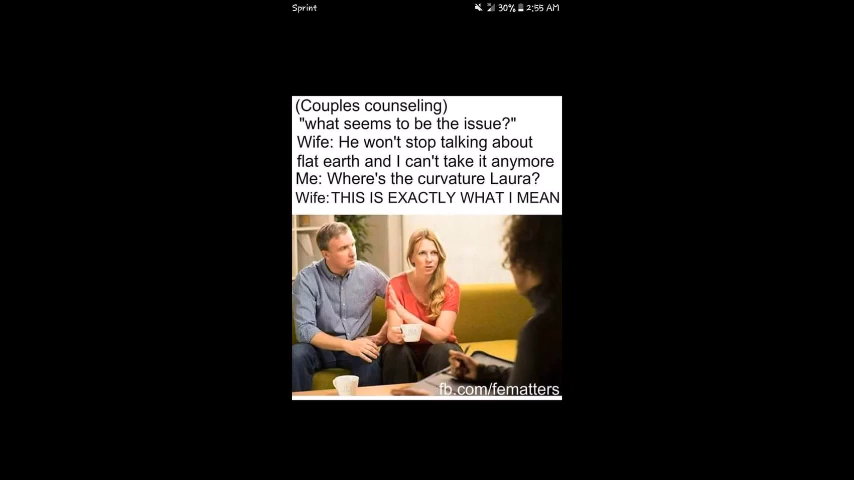 Sprint 30% 2:55 AM
(Couples counseling)
"what seems to be the issue?"
Wife: He won't stop talking about
flat earth and I can't take it anymore
Me: Where's the curvature Laura?
Wife: THIS IS EXACTLY WHAT I MEAN
fb.com/fematters